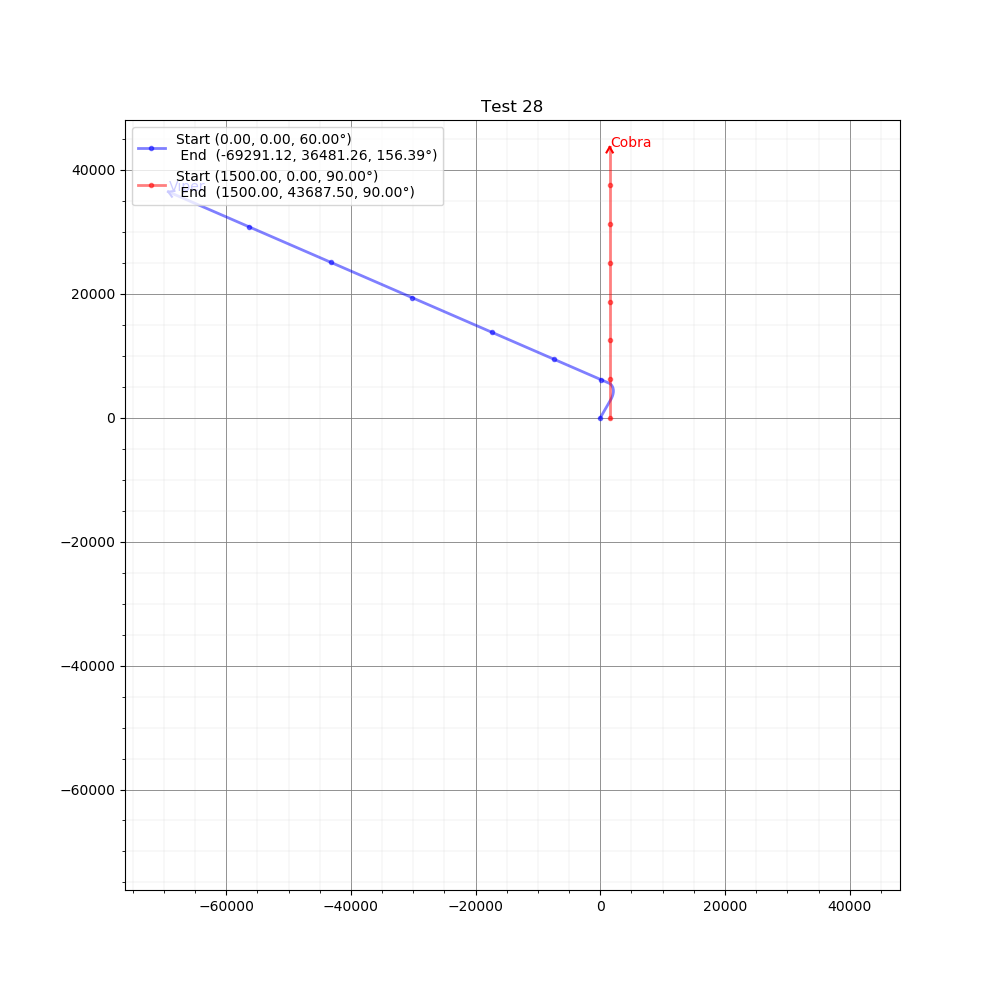 Test 28
Start (0.00, 0.00, 60.00°)
End (-69291.12, 36481.26, 156.39°)
Start (1500.00, 0.00, 90.00°)
End (1500.00, 43687.50, 90.00°)
Viper
Cobra
40000
20000
0
−20000
−40000
−60000
−60000
−40000
−20000
0
20000
40000